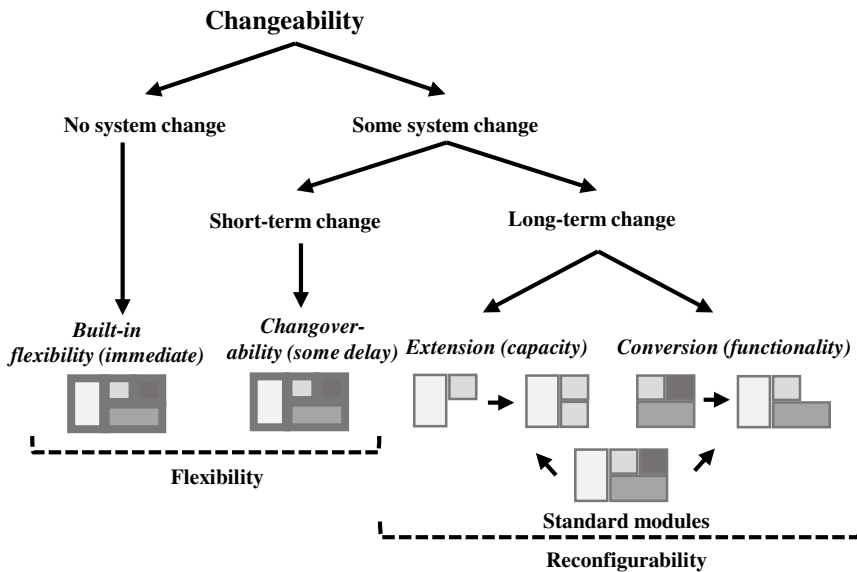 Changeability
No system change
Some system change
Short-term change
Long-term change
Built-in
flexibility (immediate)
Changover-
ability (some delay)
Extension (capacity)
Conversion (functionality)
Flexibility
Standard modules
Reconfigurability